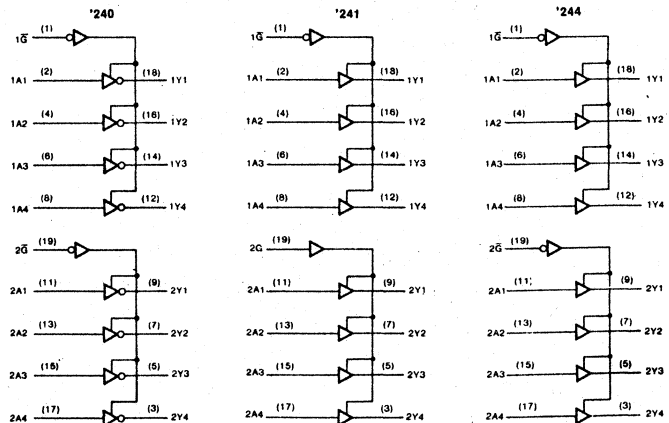 '240 '241 '244
1G̅ (1) 1G̅ (1) 1G̅ (1)
1A1 (2) (18) 1Y1 1A1 (2) (18) 1Y1 1A1 (2) (18) 1Y1
1A2 (4) (16) 1Y2 1A2 (4) (16) 1Y2 1A2 (4) (16) 1Y2
1A3 (6) (14) 1Y3 1A3 (6) (14) 1Y3 1A3 (6) (14) 1Y3
1A4 (8) (12) 1Y4 1A4 (8) (12) 1Y4 1A4 (8) (12) 1Y4
2G̅ (19) 2G (19) 2G̅ (19)
2A1 (11) (9) 2Y1 2A1 (11) (9) 2Y1 2A1 (11) (9) 2Y1
2A2 (13) (7) 2Y2 2A2 (13) (7) 2Y2 2A2 (13) (7) 2Y2
2A3 (15) (5) 2Y3 2A3 (15) (5) 2Y3 2A3 (15) (5) 2Y3
2A4 (17) (3) 2Y4 2A4 (17) (3) 2Y4 2A4 (17) (3) 2Y4